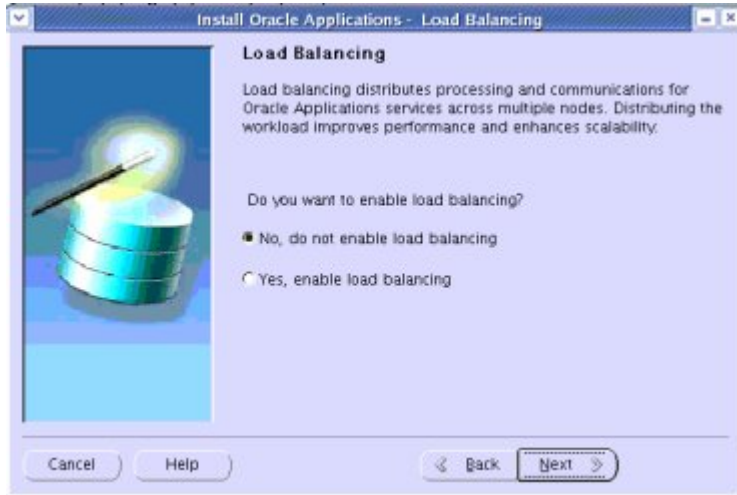 Install Oracle Applications - Load Balancing
Load Balancing
Load balancing distributes processing and communications for
Oracle Applications services across multiple nodes. Distributing the
workload improves performance and enhances scalability.
Do you want to enable load balancing?
No, do not enable load balancing
Yes, enable load balancing
Cancel
Help
Back
Next